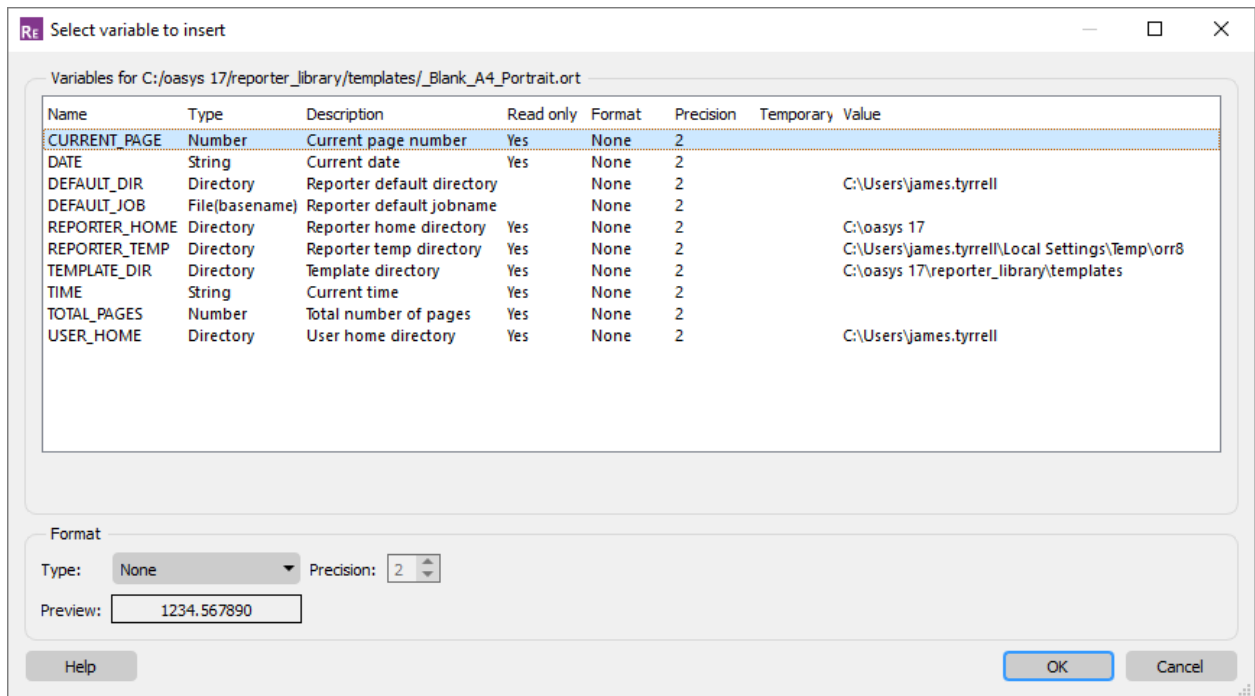 RE Select variable to insert
Variables for C:/oasys 17/reporter_library/templates/_Blank_A4_Portrait.ort
Name Type Description Read only Format Precision Temporary Value
CURRENT_PAGE Number Current page number Yes None 2
DATE String Current date Yes None 2
DEFAULT_DIR Directory Reporter default directory None 2 C:\Users\james.tyrrell
DEFAULT_JOB File(basename) Reporter default jobname None 2
REPORTER_HOME Directory Reporter home directory Yes None 2 C:\oasys 17
REPORTER_TEMP Directory Reporter temp directory Yes None 2 C:\Users\james.tyrrell\Local Settings\Temp\orr8
TEMPLATE_DIR Directory Template directory Yes None 2 C:\oasys 17\reporter_library\templates
TIME String Current time Yes None 2
TOTAL_PAGES Number Total number of pages Yes None 2
USER_HOME Directory User home directory Yes None 2 C:\Users\james.tyrrell
Format
Type: None Precision: 2
Preview: 1234.567890
Help OK Cancel